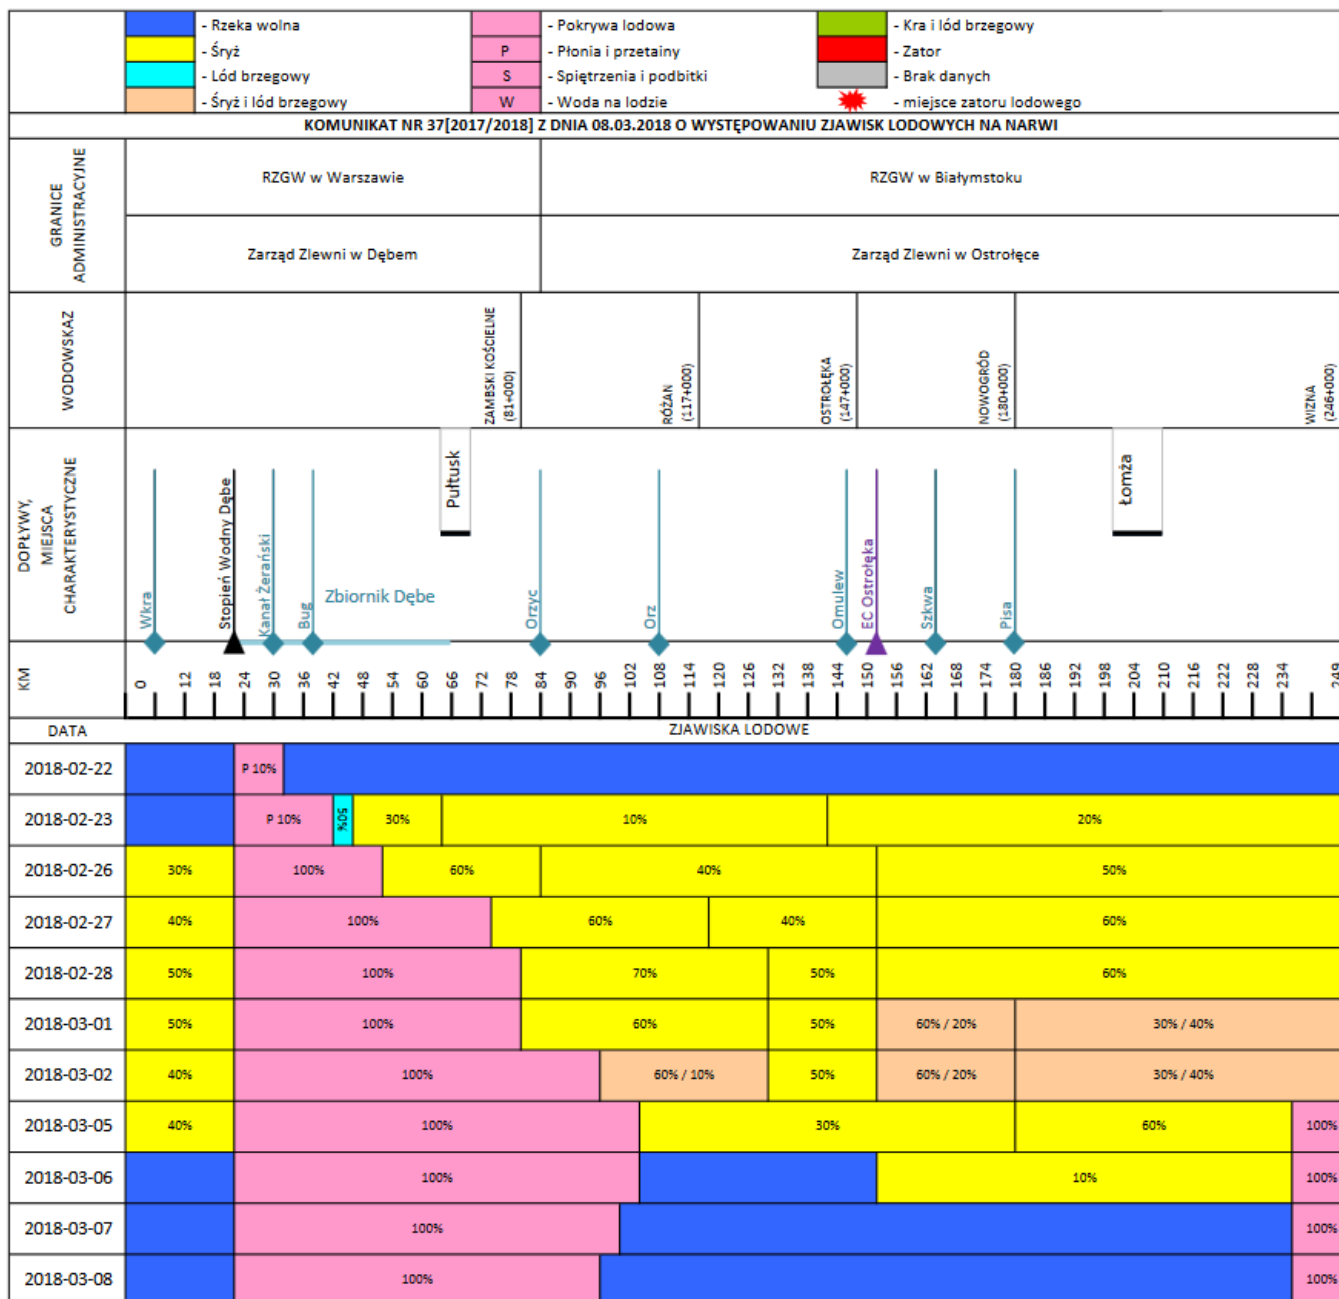 - Rzeka wolna
- Pokrywa lodowa
- Kra i lód brzegowy
- Śryż
P
- Płonia i przetainy
- Zator
- Lód brzegowy
S
- Spiętrzenia i podbitki
- Brak danych
- Śryż i lód brzegowy
W
- Woda na lodzie
- miejsce zatoru lodowego
KOMUNIKAT NR 37[2017/2018] Z DNIA 08.03.2018 O WYSTĘPOWANIU ZJAWISK LODOWYCH NA NARWI
GRANICE
ADMINISTRACYJNE
RZGW w Warszawie
RZGW w Białymstoku
Zarząd Zlewni w Dębem
Zarząd Zlewni w Ostrołęce
WODOWSKAZ
ZAMBSKI KOŚCIELNE
(81+000)
RÓŻAN
(117+000)
OSTROŁĘKA
(147+000)
NOWOGRÓD
(180+000)
WIZNA
(246+000)
DOPŁYWY,
MIEJSCA
CHARAKTERYSTYCZNE
Wkra
Stopień Wodny Dębe
Kanał Żerański
Bug
Zbiornik Dębe
Pułtusk
Orzyc
Orz
Omulew
EC Ostrołęka
Szkwa
Pisa
Łomża
KM
0 12 18 24 30 36 42 48 54 60 66 72 78 84 90 96 102 108 114 120 126 132 138 144 150 156 162 168 174 180 186 192 198 204 210 216 222 228 234 249
DATA
ZJAWISKA LODOWE
2018-02-22
P 10%
2018-02-23
P 10% 50% 30% 10% 20%
2018-02-26
30% 100% 60% 40% 50%
2018-02-27
40% 100% 60% 40% 60%
2018-02-28
50% 100% 70% 50% 60%
2018-03-01
50% 100% 60% 50% 60% / 20% 30% / 40%
2018-03-02
40% 100% 60% / 10% 50% 60% / 20% 30% / 40%
2018-03-05
40% 100% 30% 60% 100%
2018-03-06
100% 10% 100%
2018-03-07
100% 100%
2018-03-08
100% 100%